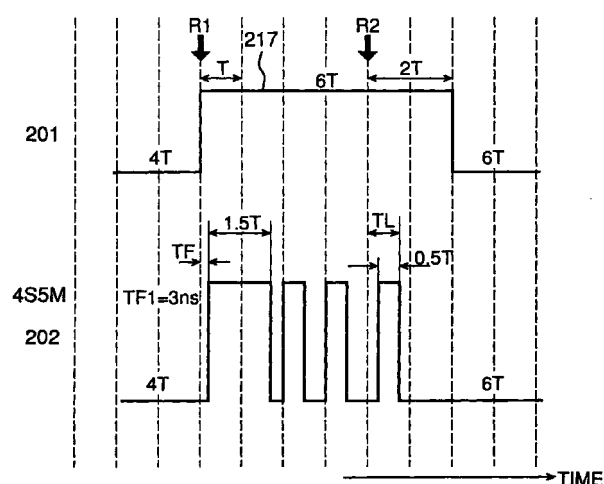 R1 R2
217
T 6T 2T
201
4T 6T
1.5T TL
TF 0.5T
4S5M
TF1=3ns
202
4T 6T
TIME